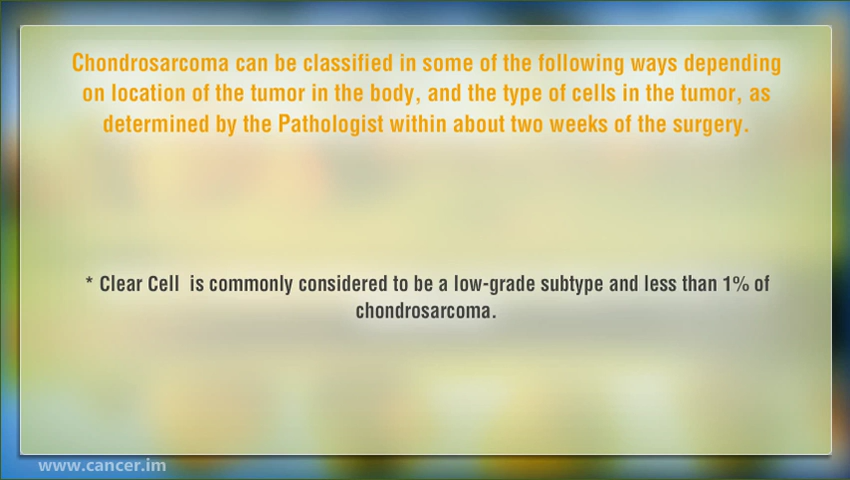 Chondrosarcoma can be classified in some of the following ways depending
on location of the tumor in the body, and the type of cells in the tumor, as
determined by the Pathologist within about two weeks of the surgery.
* Clear Cell  is commonly considered to be a low-grade subtype and less than 1% of
chondrosarcoma.
www.cancer.im